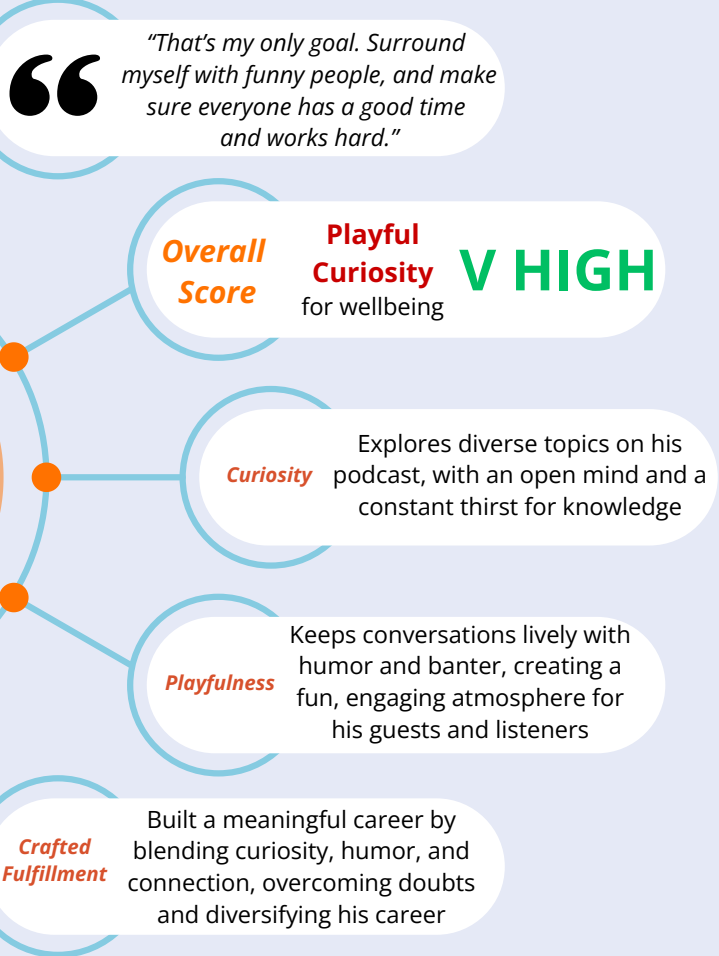 “That’s my only goal. Surround
myself with funny people, and make
sure everyone has a good time
and works hard.”
Overall
Score
Playful
Curiosity
for wellbeing
V HIGH
Curiosity
Explores diverse topics on his
podcast, with an open mind and a
constant thirst for knowledge
Playfulness
Keeps conversations lively with
humor and banter, creating a
fun, engaging atmosphere for
his guests and listeners
Crafted
Fulfillment
Built a meaningful career by
blending curiosity, humor, and
connection, overcoming doubts
and diversifying his career